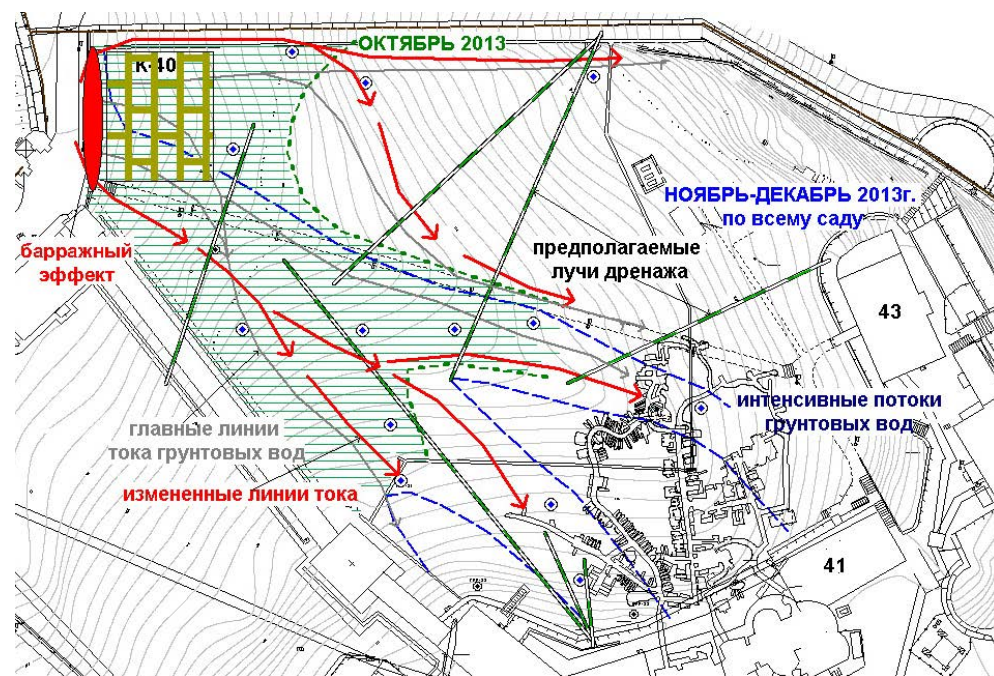 ОКТЯБРЬ 2013
К-40
НОЯБРЬ-ДЕКАБРЬ 2013г.
по всему саду
баражный
эффект
предполагаемые
лучи дренажа
43
интенсивные потоки
грунтовых вод
главные линии
тока грунтовых вод
измененные линии тока
41